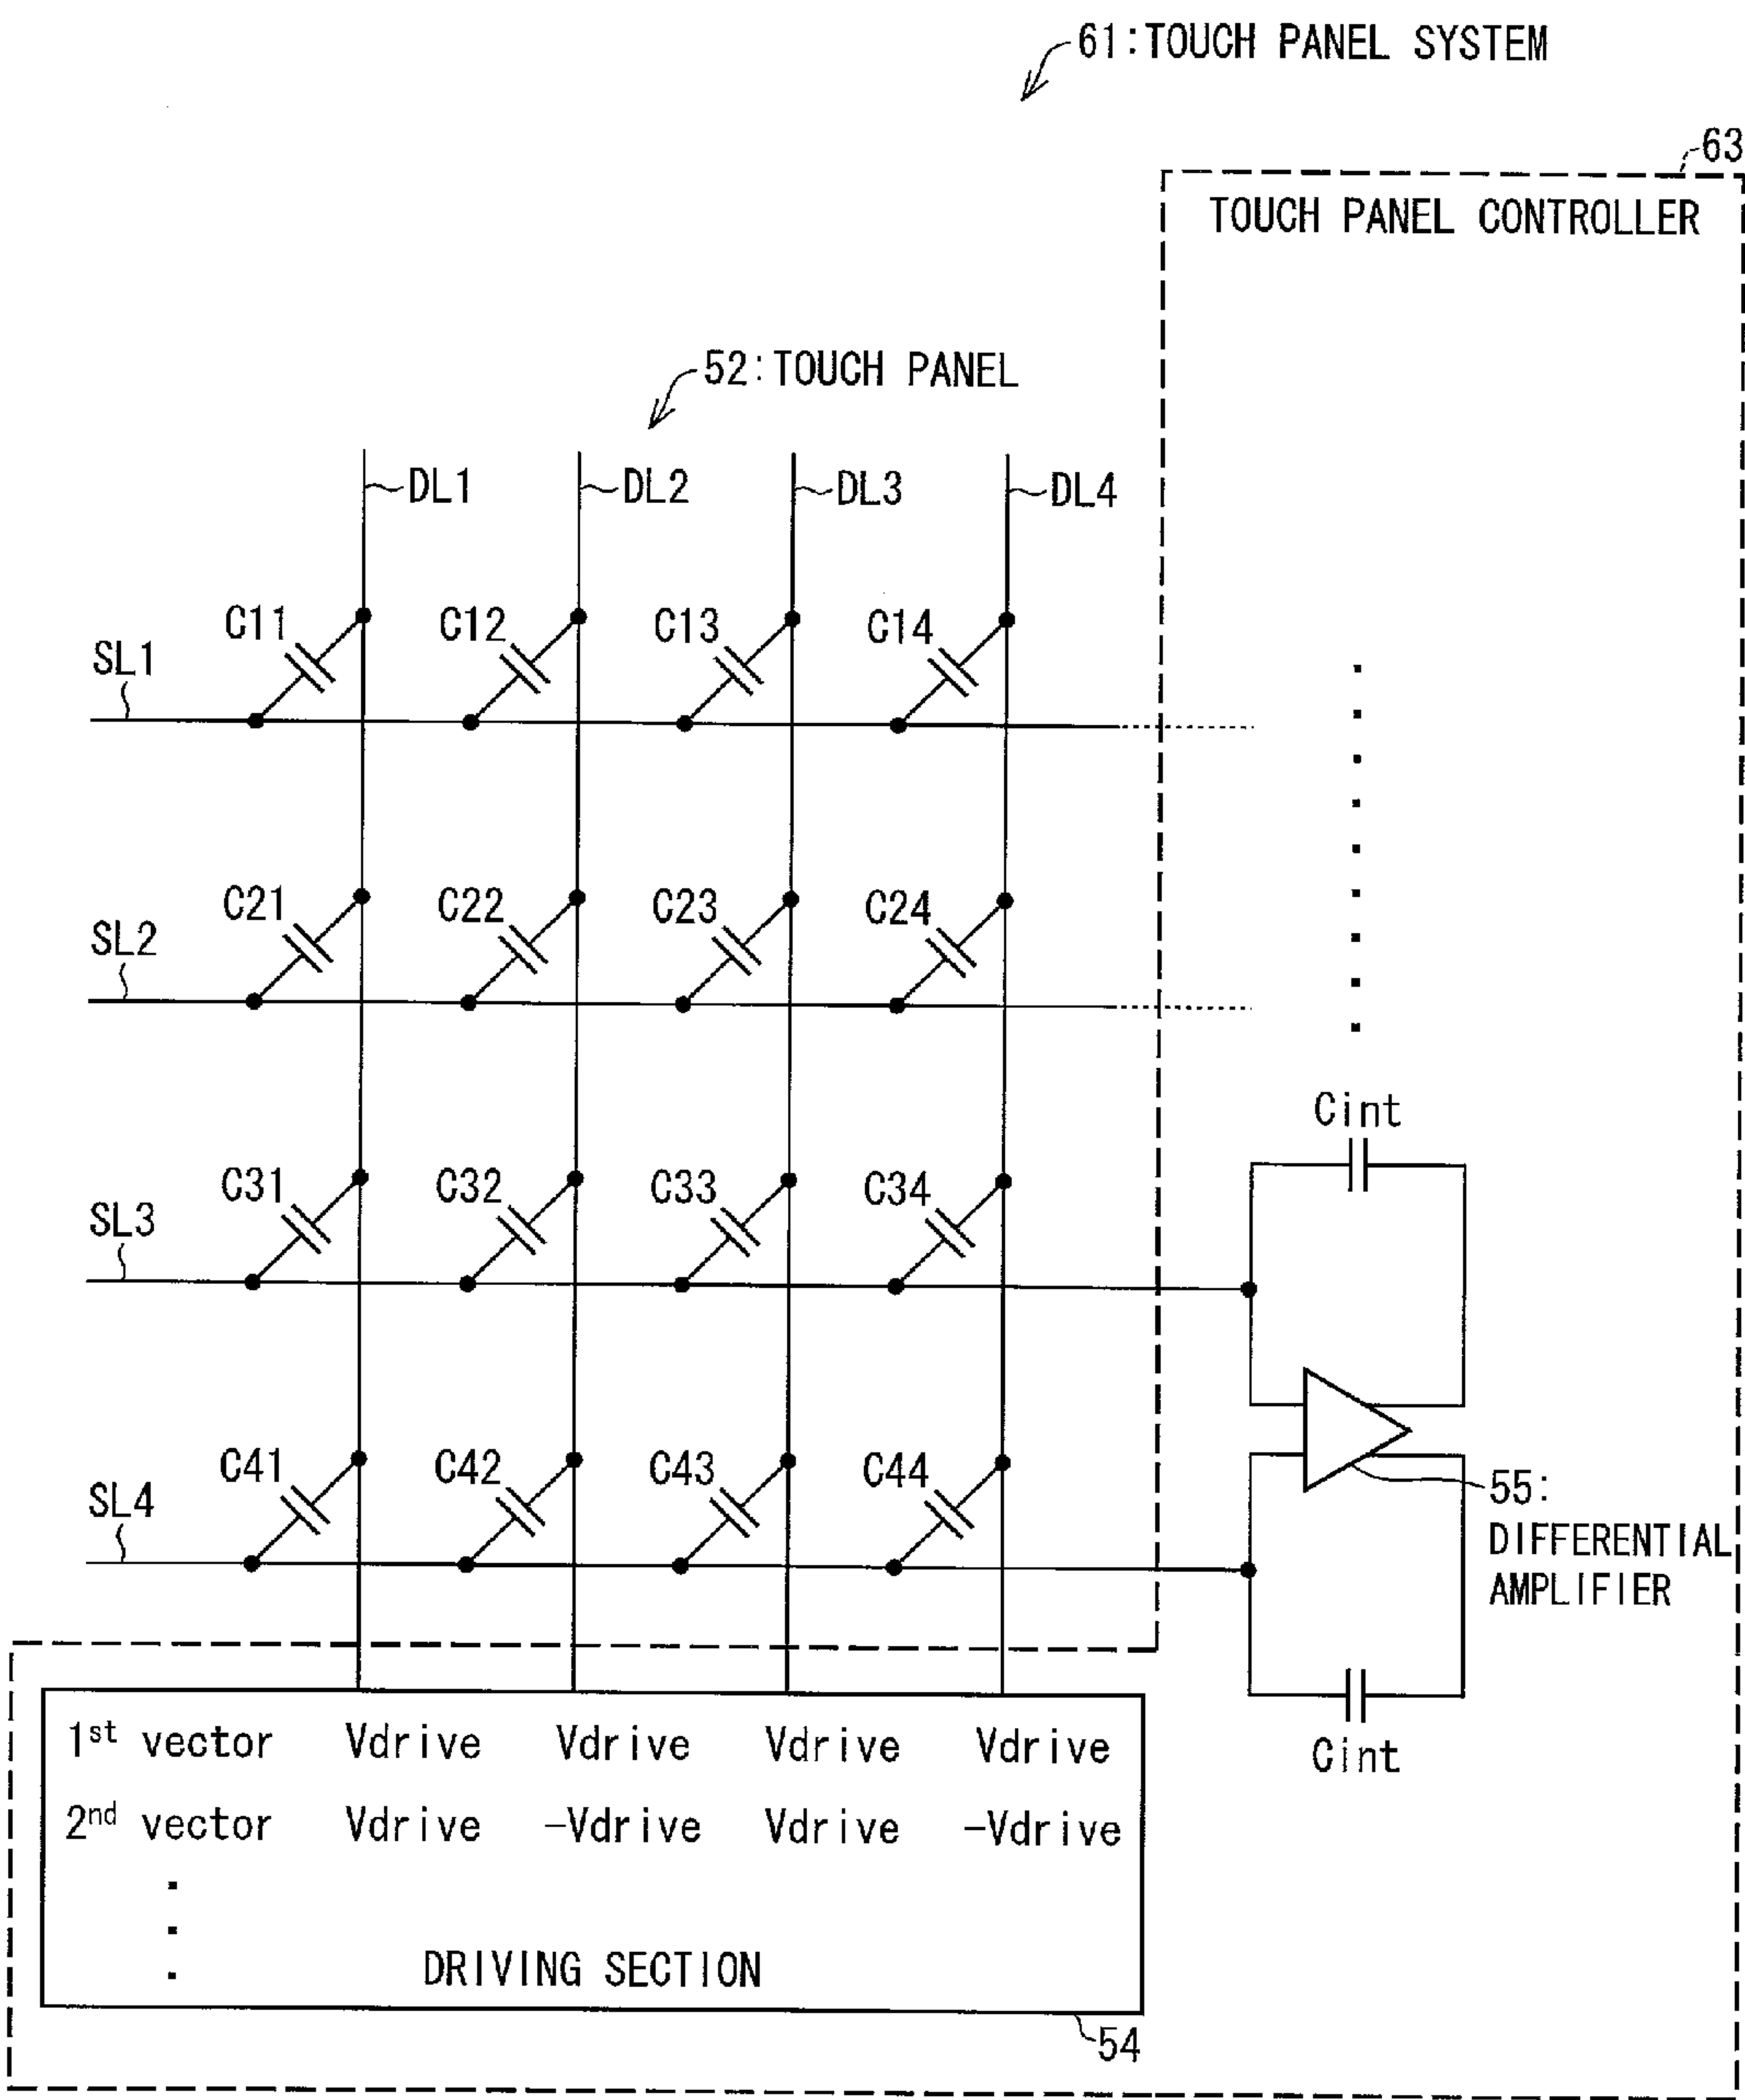 61:TOUCH PANEL SYSTEM
63
TOUCH PANEL CONTROLLER
52:TOUCH PANEL
DL1 DL2 DL3 DL4
C11 C12 C13 C14
SL1
C21 C22 C23 C24
SL2
Cint
C31 C32 C33 C34
SL3
C41 C42 C43 C44
SL4
55:
DIFFERENTIAL
AMPLIFIER
1st vector Vdrive Vdrive Vdrive Vdrive
Cint
2nd vector Vdrive -Vdrive Vdrive -Vdrive
DRIVING SECTION
54